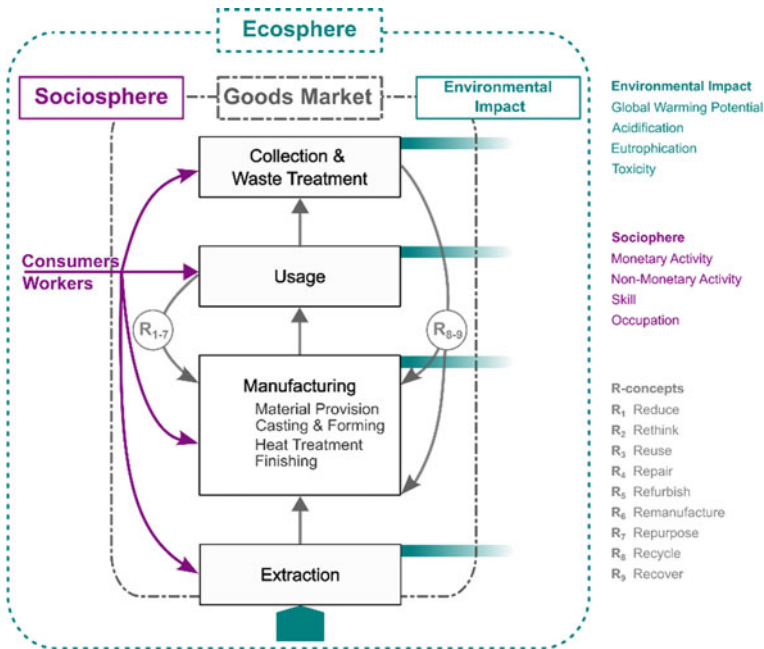 Ecosphere
Sociosphere
Goods Market
Environmental
Impact
Collection &
Waste Treatment
Consumers
Workers
Usage
R1-7
R8-9
Manufacturing
Material Provision
Casting & Forming
Heat Treatment
Finishing
Extraction
Environmental Impact
Global Warming Potential
Acidification
Eutrophication
Toxicity
Sociophere
Monetary Activity
Non-Monetary Activity
Skill
Occupation
R-concepts
R1 Reduce
R2 Rethink
R3 Reuse
R4 Repair
R5 Refurbish
R6 Remanufacture
R7 Repurpose
R8 Recycle
R9 Recover